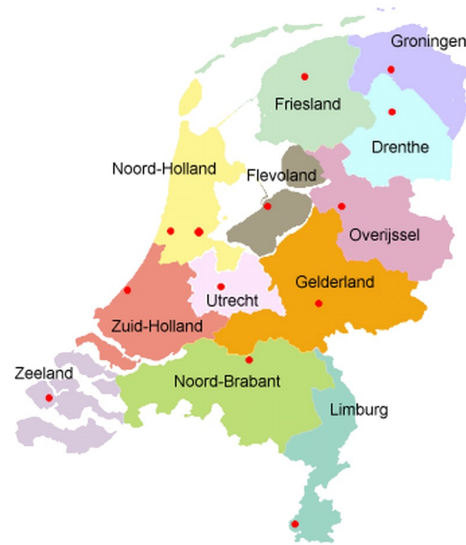 Groningen
Friesland
Drenthe
Noord-Holland
Flevoland
Overijssel
Gelderland
Utrecht
Zuid-Holland
Zeeland
Noord-Brabant
Limburg